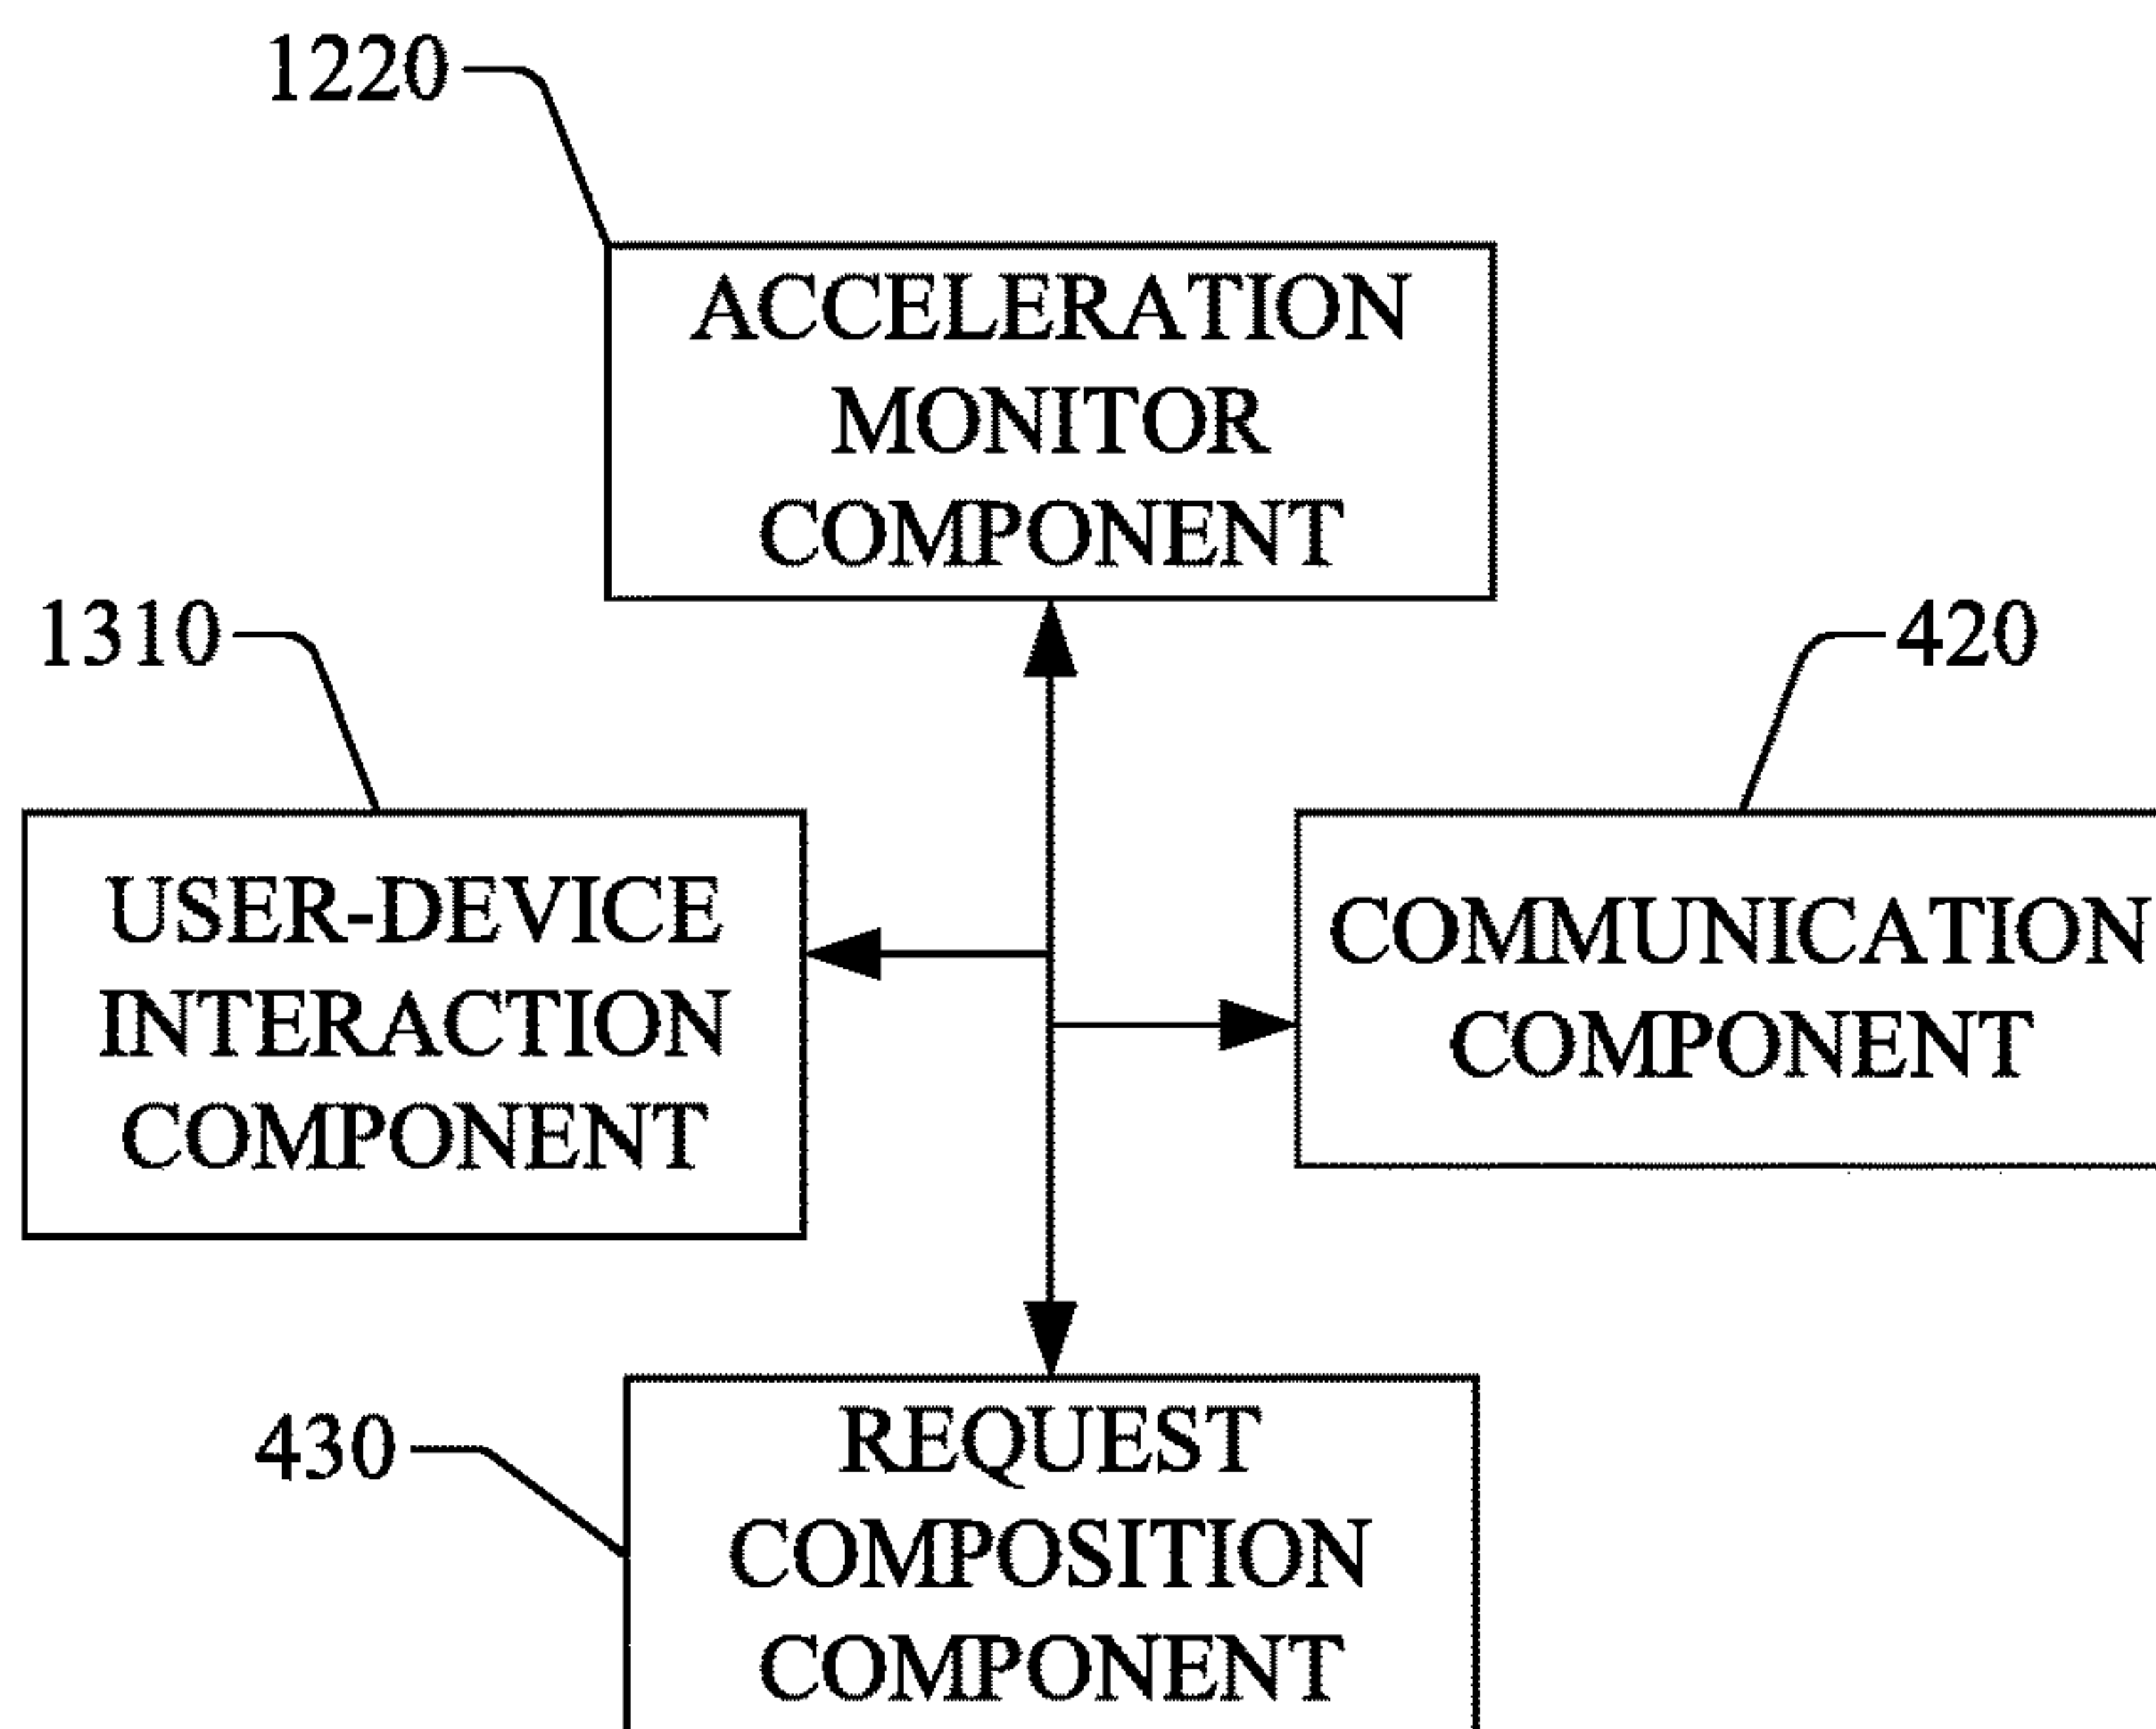 1220
ACCELERATION
MONITOR
COMPONENT
1310
420
USER-DEVICE
INTERACTION
COMPONENT
COMMUNICATION
COMPONENT
430
REQUEST
COMPOSITION
COMPONENT